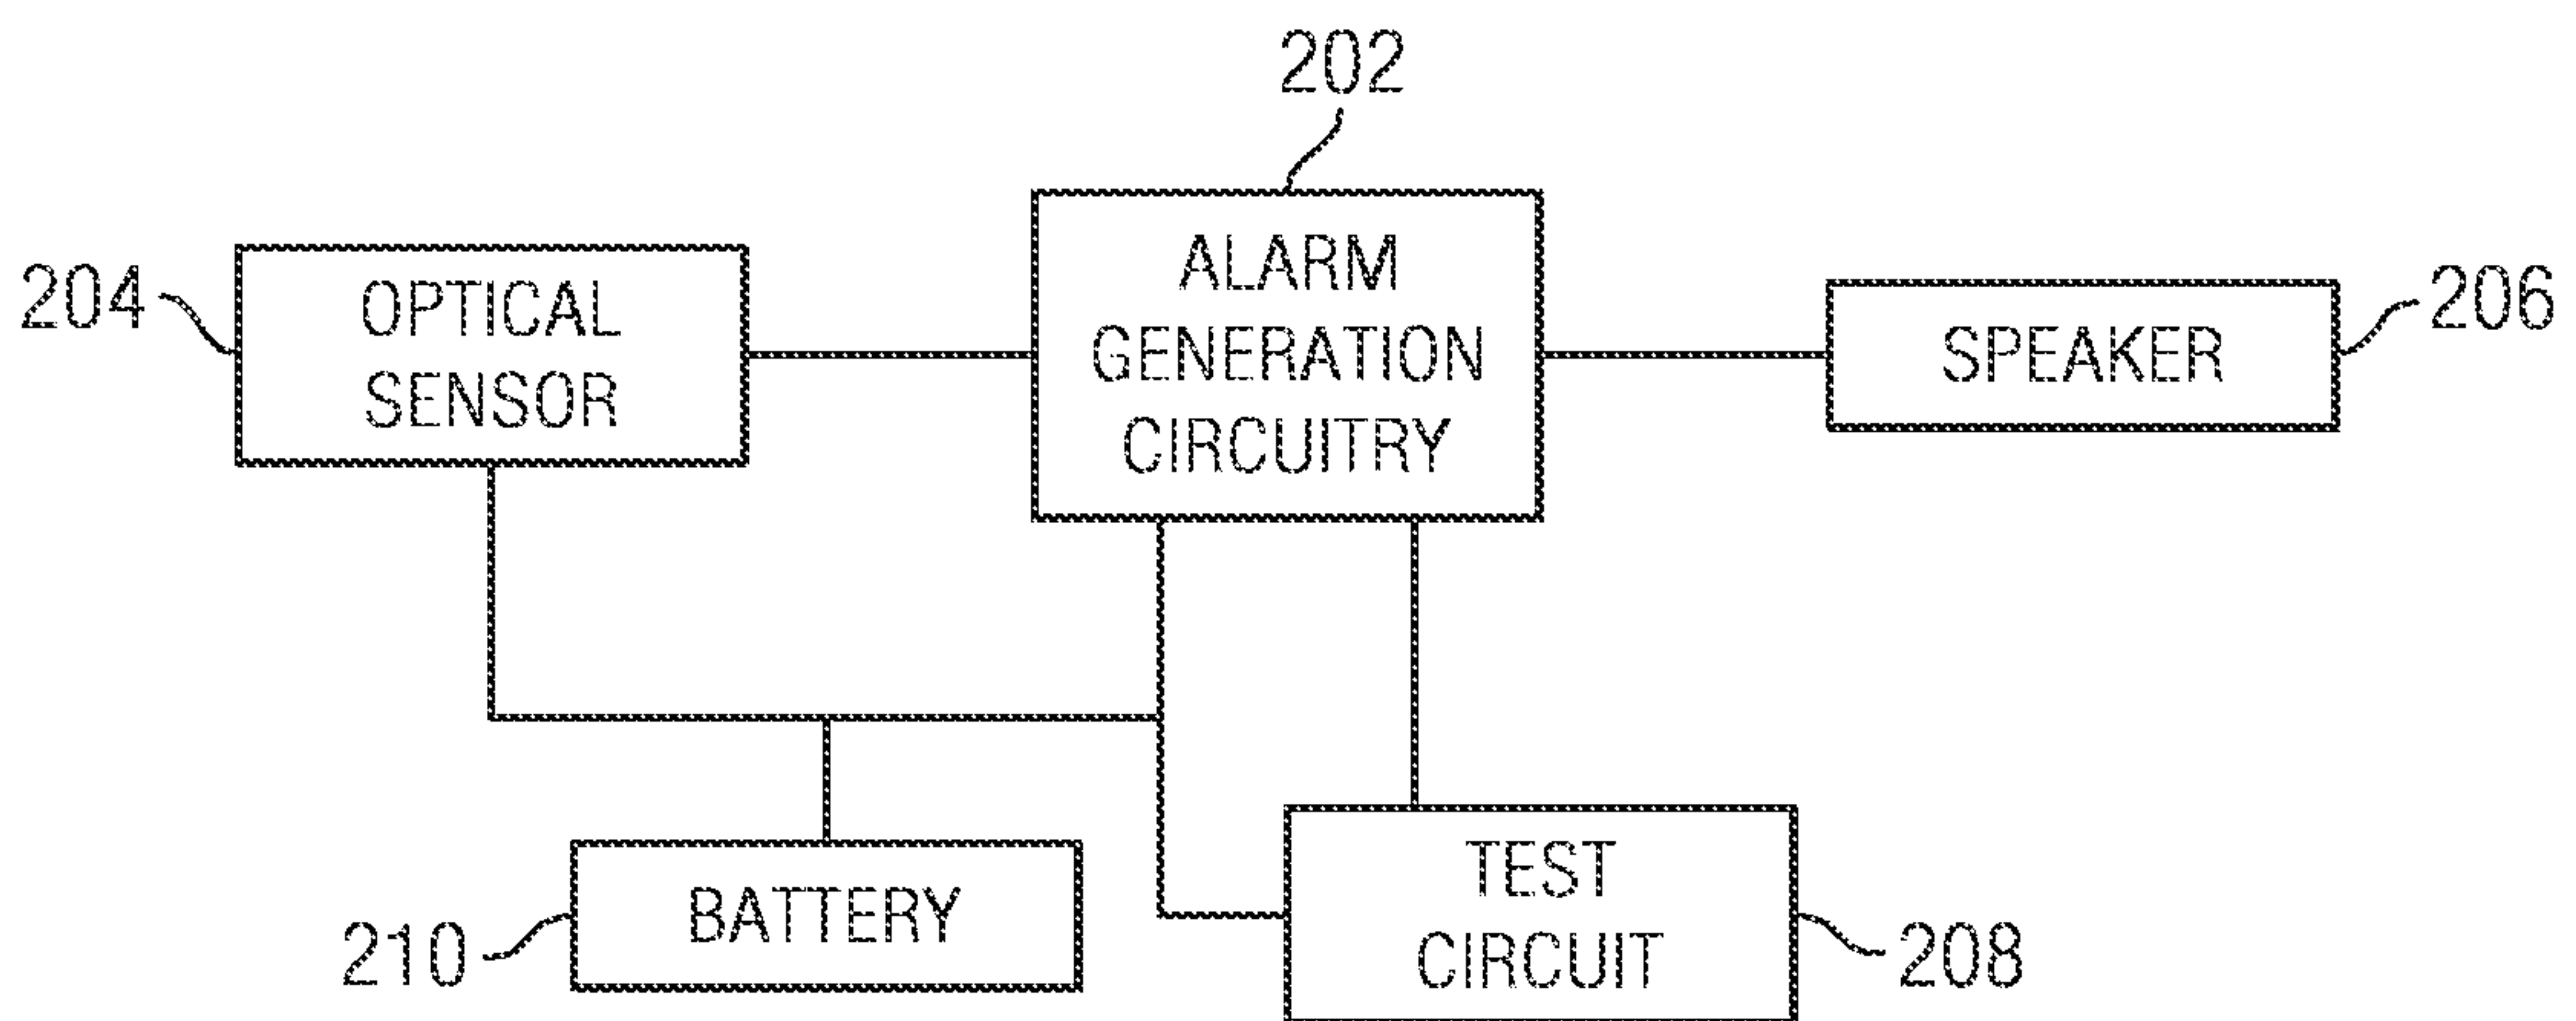 202
204
OPTICAL
SENSOR
ALARM
GENERATION
CIRCUITRY
SPEAKER
206
210
BATTERY
TEST
CIRCUIT
208